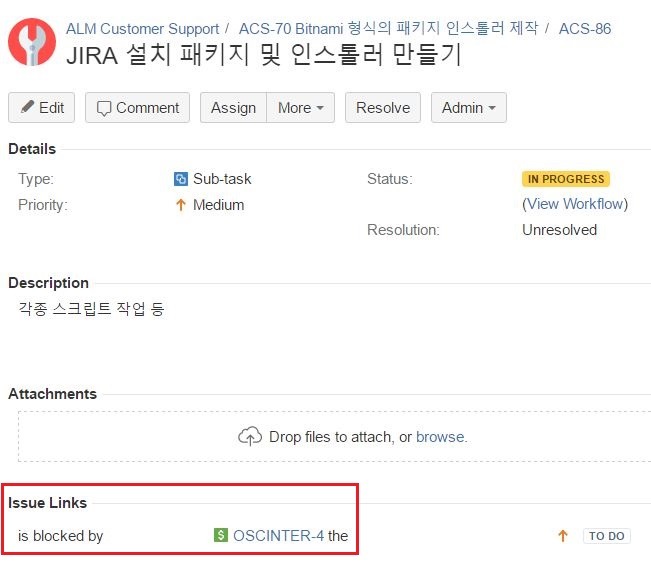 ALM Customer Support / ACS-70 Bitnami 형식의 패키지 인스톨러 제작 / ACS-86
JIRA 설치 패키지 및 인스톨러 만들기
Edit Comment Assign More Resolve Admin
Details
Type: Sub-task Status: IN PROGRESS
Priority: Medium (View Workflow)
Resolution: Unresolved
Description
각종 스크립트 작업 등
Attachments
Drop files to attach, or browse.
Issue Links
is blocked by $ OSCINTER-4 the TO DO